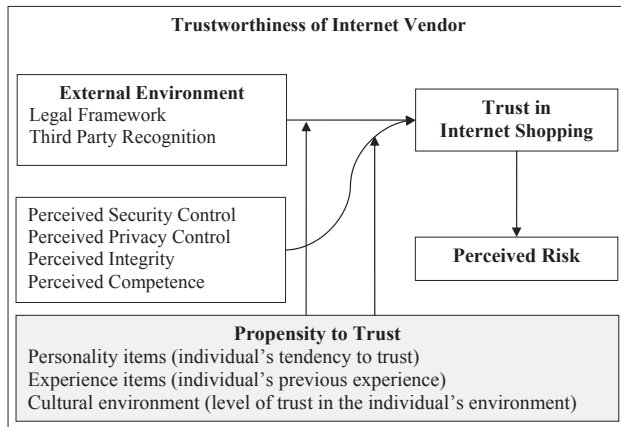 Trustworthiness of Internet Vendor
External Environment
Legal Framework
Third Party Recognition
Trust in
Internet Shopping
Perceived Security Control
Perceived Privacy Control
Perceived Integrity
Perceived Competence
Perceived Risk
Propensity to Trust
Personality items (individual's tendency to trust)
Experience items (individual's previous experience)
Cultural environment (level of trust in the individual's environment)